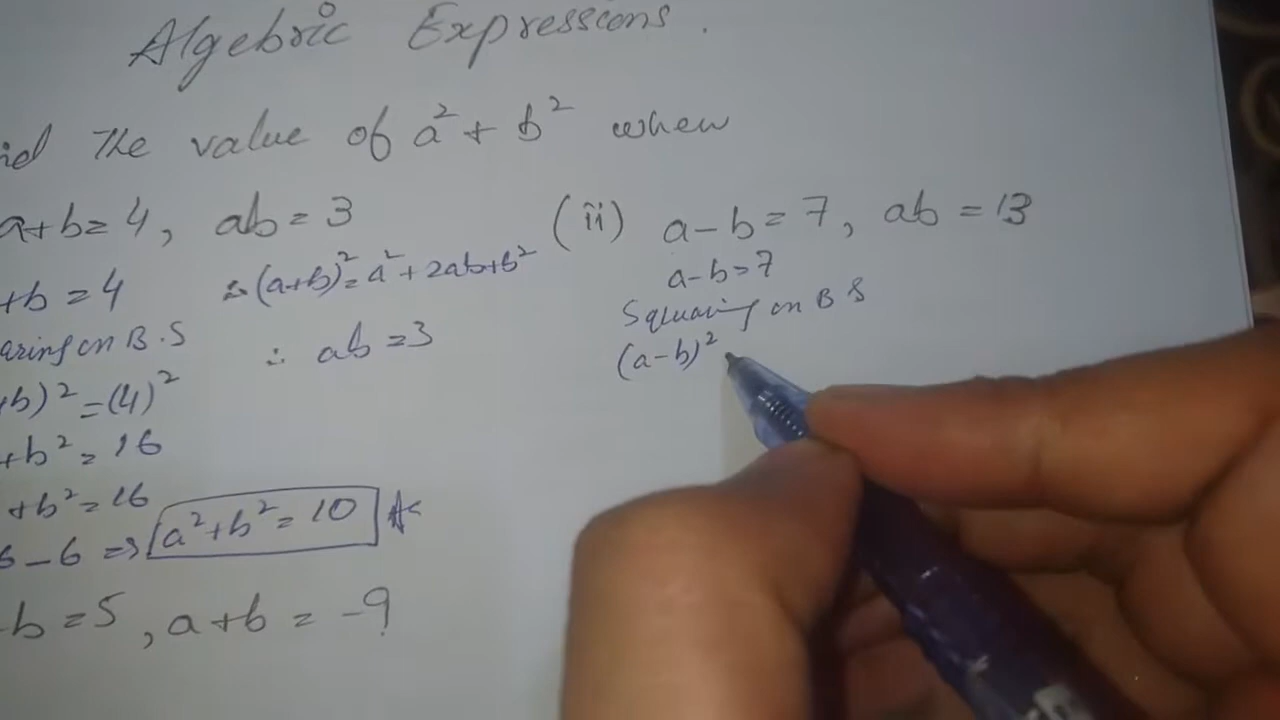 Algebric Expressions.
The value of a² + b² when
a+b=4, ab=3
+b=4 ∴(a+b)²=a²+2ab+b²
aring on B.S ∴ ab=3
+b)²=(4)²
+b²=16
+b²=16
6-6 => a²+b²=10
-b=5, a+b=-9
(ii) a-b=7, ab=13
a-b=7
Squaring on B S
(a-b)²